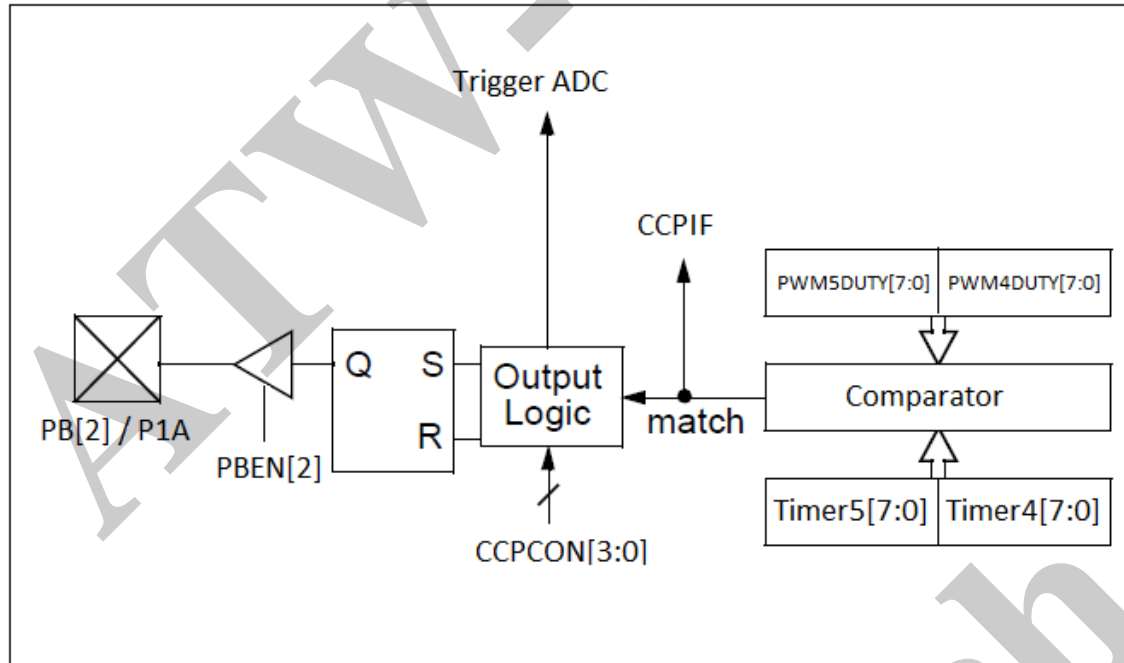 Trigger ADC
CCPIF
PWM5DUTY[7:0] PWM4DUTY[7:0]
Q S
R
Output
Logic
match
Comparator
PB[2] / P1A
PBEN[2]
Timer5[7:0] Timer4[7:0]
CCPCON[3:0]
ATW-
h